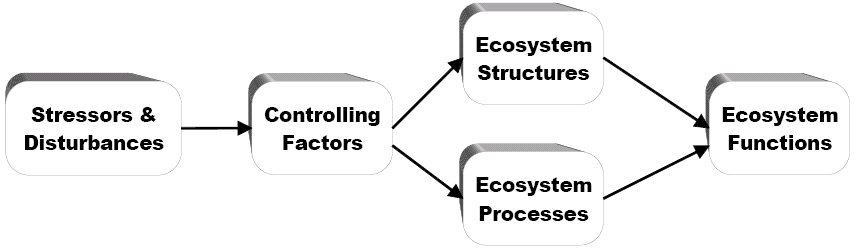 Stressors &
Disturbances
Controlling
Factors
Ecosystem
Structures
Ecosystem
Processes
Ecosystem
Functions